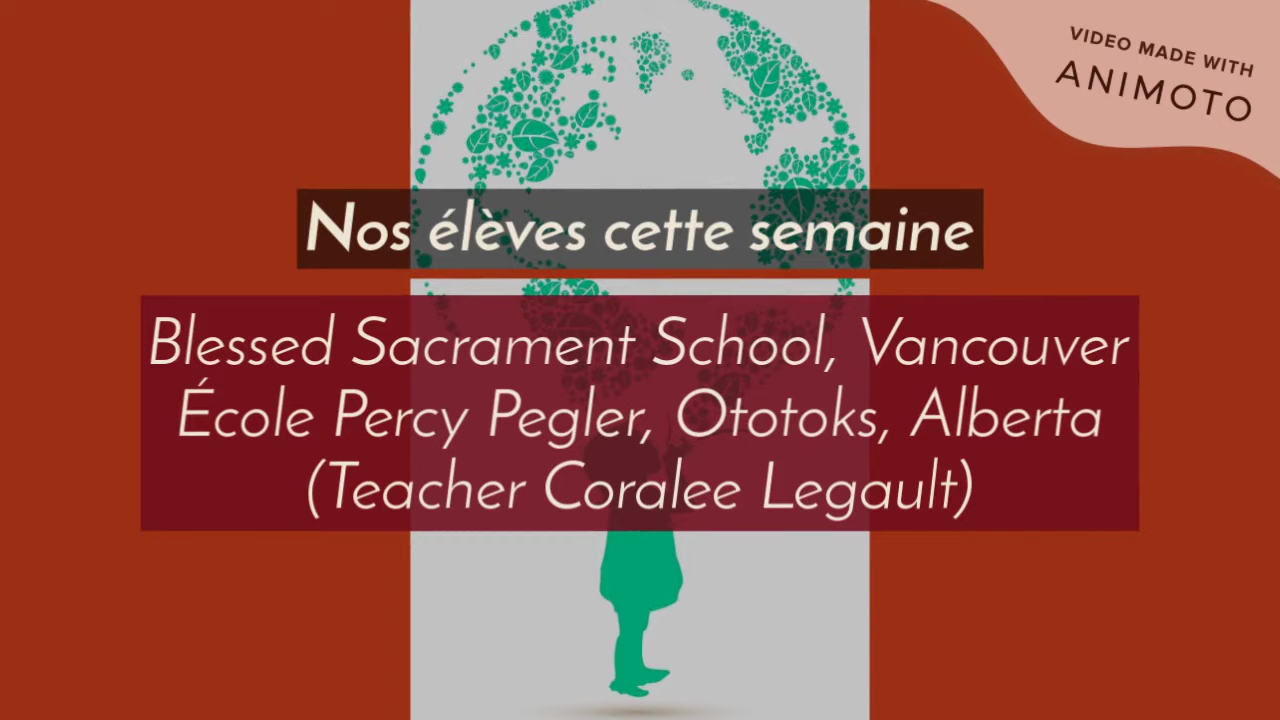 VIDEO MADE WITH
ANIMOTO
Nos élèves cette semaine
Blessed Sacrament School, Vancouver
École Percy Pegler, Ototoks, Alberta
(Teacher Coralee Legault)